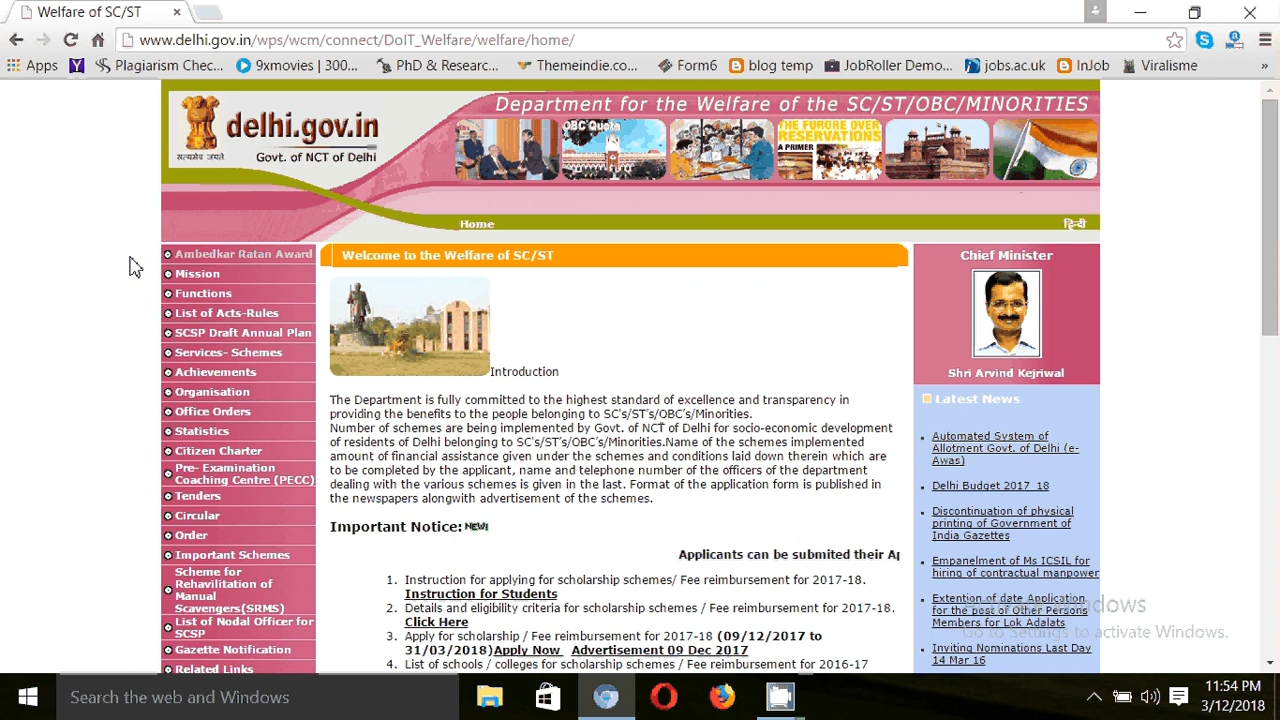 Welcome of SC/ST
www.delhi.gov.in/wps/wcm/connect/DoIT_Welfare/welfare/home/
Apps
Plagiarism Chec...
9xmovies | 300...
PhD & Researc...
Themeindie.co...
Form6
blog temp
JobRoller Demo...
jobs.ac.uk
InJob
Viralisme
»
Department for the Welfare of the SC/ST/OBC/MINORITIES
delhi.gov.in
सत्यमेव जयते
Govt. of NCT of Delhi
OBC Quota
THE FURORE OVER
RESERVATIONS
A PRIMER
Home
हिन्दी
Ambedkar Ratan Award
Mission
Functions
List of Acts-Rules
SCSP Draft Annual Plan
Services- Schemes
Achievements
Organisation
Office Orders
Statistics
Citizen Charter
Pre- Examination
Coaching Centre (PECC)
Tenders
Circular
Order
Important Schemes
Scheme for
Rehavilitation of
Manual
Scavengers(SRMS)
List of Nodal Officer for
SCSP
Gazette Notification
Related Links
Welcome to the Welfare of SC/ST
Introduction
The Department is fully committed to the highest standard of excellence and transparency in
providing the benefits to the people belonging to SC's/ST's/OBC's/Minorities.
Number of schemes are being implemented by Govt. of NCT of Delhi for socio-economic development
of residents of Delhi belonging to SC's/ST's/OBC's/Minorities.Name of the schemes implemented
amount of financial assistance given under the schemes and conditions laid down therein which are
to be completed by the applicant, name and telephone number of the officers of the department
dealing with the various schemes is given in the last. Format of the application form is published in
the newspapers alongwith advertisement of the schemes.
Important Notice: NEW!
Applicants can be submited their Ap
1. Instruction for applying for scholarship schemes/ Fee reimbursement for 2017-18.
Instruction for Students
2. Details and eligibility criteria for scholarship schemes / Fee reimbursement for 2017-18.
Click Here
3. Apply for scholarship / Fee reimbursement for 2017-18 (09/12/2017 to
31/03/2018)Apply Now Advertisement 09 Dec 2017
4. List of schools / colleges for scholarship schemes / Fee reimbursement for 2016-17
Chief Minister
Shri Arvind Kejriwal
Latest News
Automated System of
Allotment Govt. of Delhi (e-
Awas)
Delhi Budget 2017_18
Discontinuation of physical
printing of Government of
India Gazettes
Empanelment of Ms ICSIL for
hiring of contractual manpower
Extention of date Application
for the post of Other Persons
Members for Lok Adalats
Inviting Nominations Last Day
14 Mar 16
Go to Settings to activate Windows.
Search the web and Windows
11:54 PM
3/12/2018